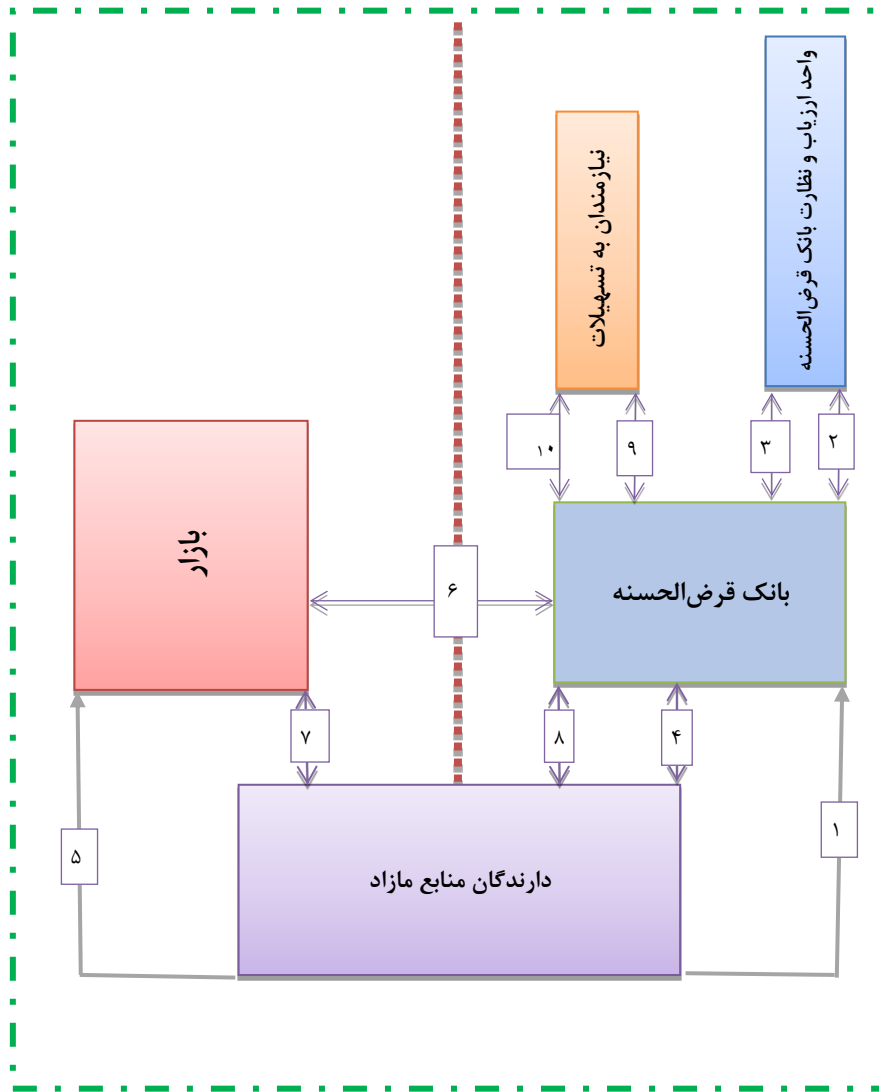 واحد ارزیاب و نظارت بانک قرض‌الحسنه
نیازمندان به تسهیلات
۲
۳
۹
۱۰
بانک قرض‌الحسنه
بازار
۶
۴
۸
۷
۱
۵
دارندگان منابع مازاد